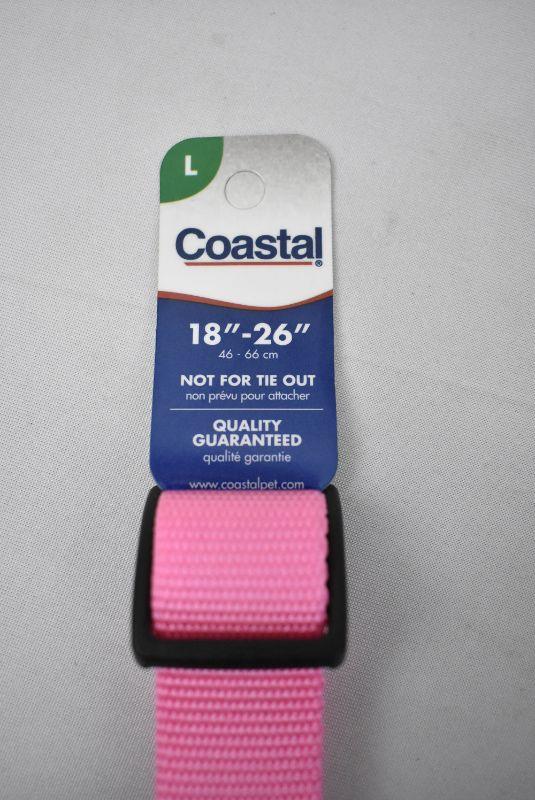 L
Coastal®
18"-26"
46 - 66 cm
NOT FOR TIE OUT
non prévu pour attacher
QUALITY
GUARANTEED
qualité garantie
www.coastalpet.com